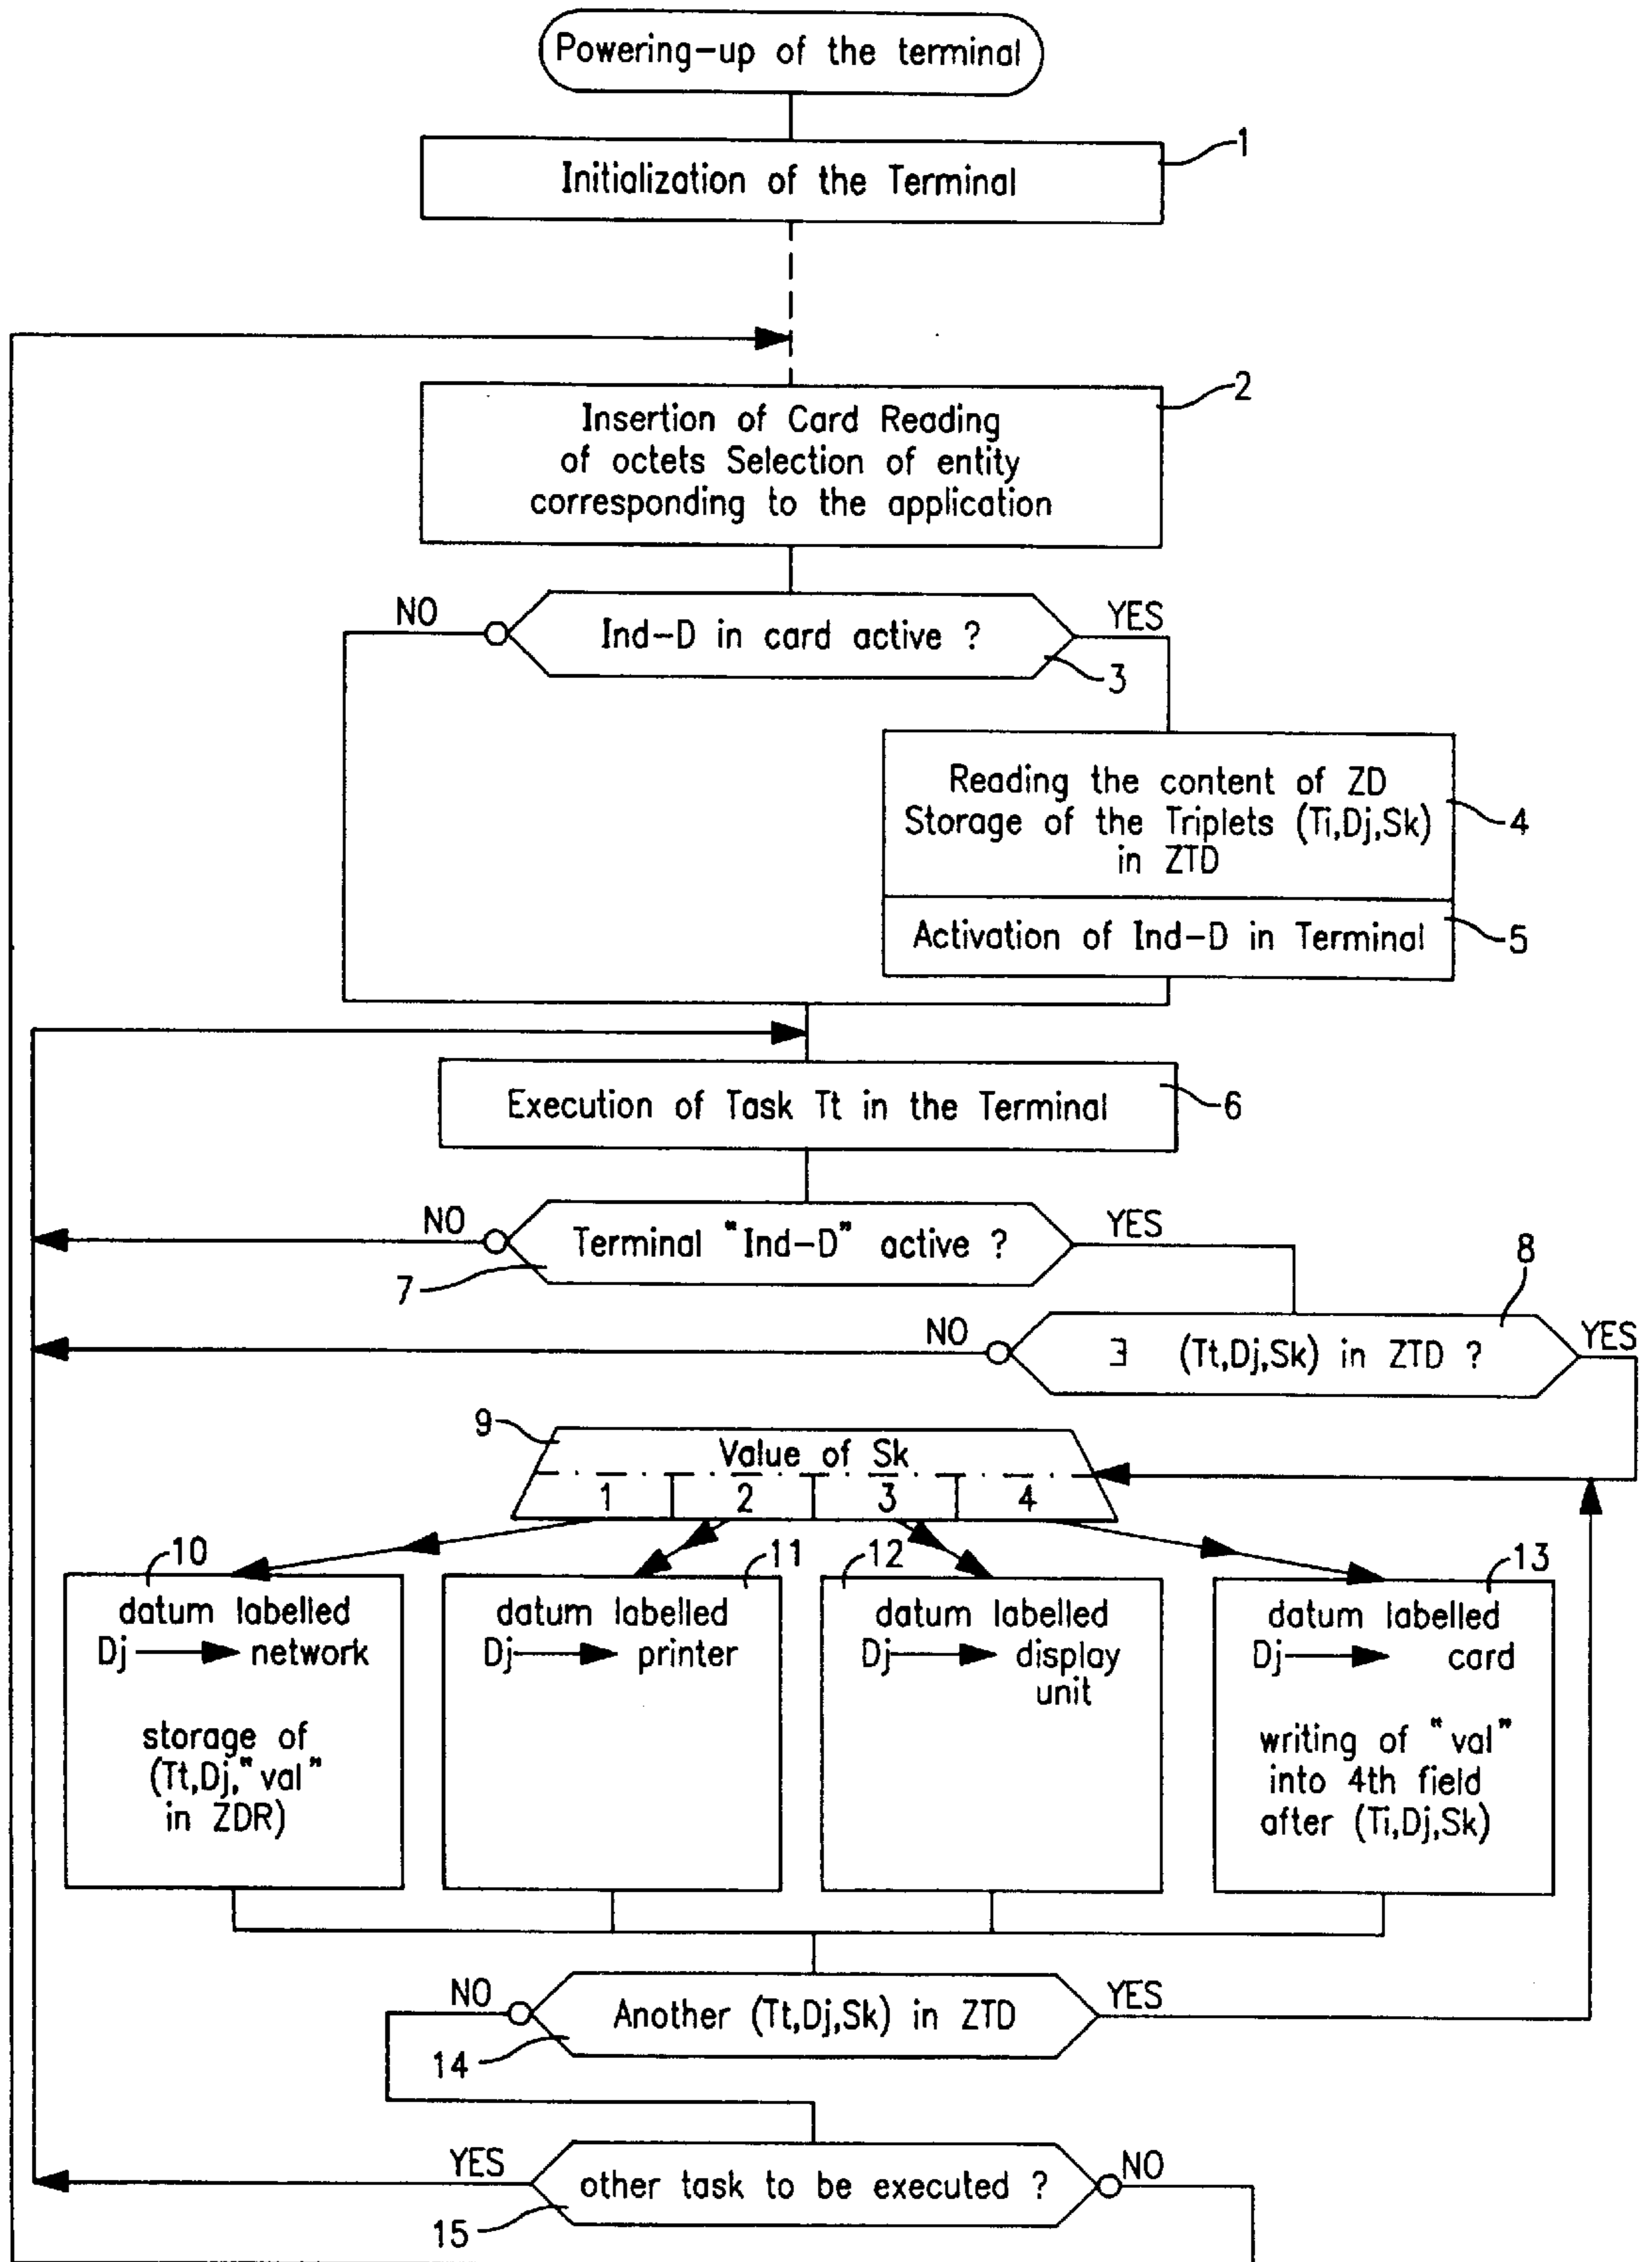 Powering-up of the terminal
1
Initialization of the Terminal
2
Insertion of Card Reading
of octets Selection of entity
corresponding to the application
NO
YES
Ind-D in card active ?
3
Reading the content of ZD
Storage of the Triplets (Ti,Dj,Sk)
in ZTD
4
Activation of Ind-D in Terminal
5
Execution of Task Tt in the Terminal
6
NO
YES
Terminal "Ind-D" active ?
7
8
NO
YES
∃ (Tt,Dj,Sk) in ZTD ?
9
Value of Sk
1 2 3 4
10
datum labelled
Dj → network
storage of
(Tt,Dj,"val"
in ZDR)
11
datum labelled
Dj → printer
12
datum labelled
Dj → display
unit
13
datum labelled
Dj → card
writing of "val"
into 4th field
after (Ti,Dj,Sk)
NO
YES
Another (Tt,Dj,Sk) in ZTD
14
YES
NO
other task to be executed ?
15